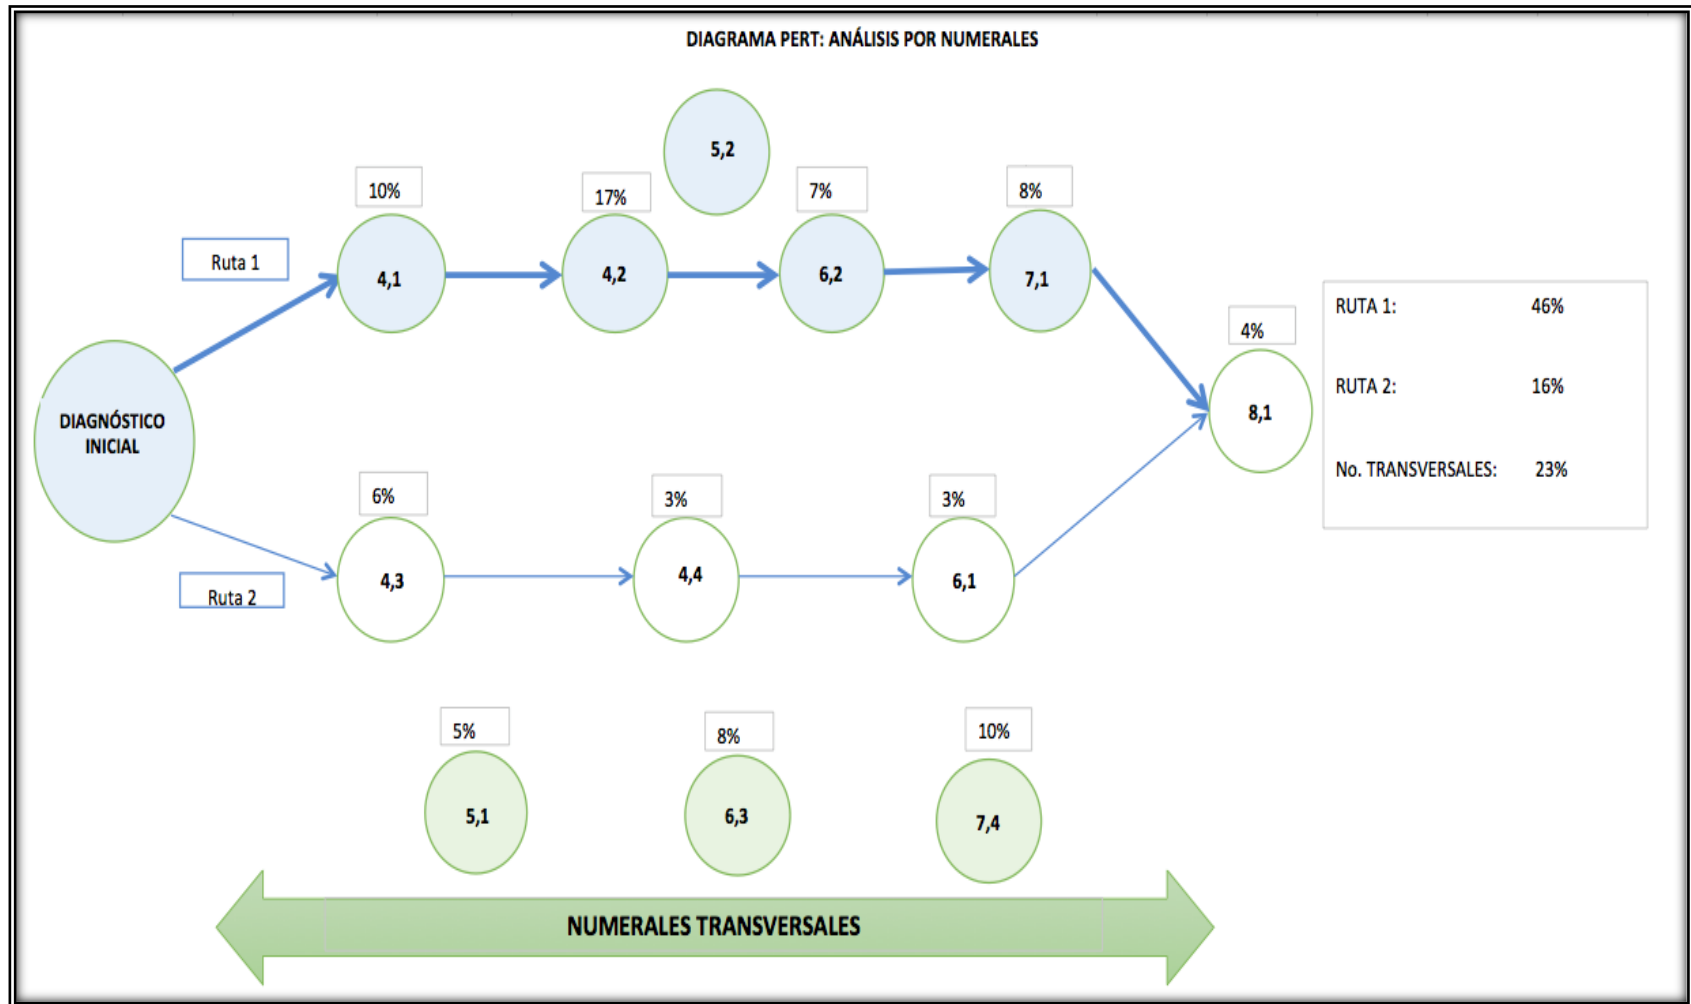 DIAGRAMA PERT: ANÁLISIS POR NUMERALES
5,2
10%
17%
7%
8%
Ruta 1
4,1
4,2
6,2
7,1
4%
8,1
RUTA 1: 46%
RUTA 2: 16%
No. TRANSVERSALES: 23%
DIAGNÓSTICO
INICIAL
6%
3%
3%
Ruta 2
4,3
4,4
6,1
5%
8%
10%
5,1
6,3
7,4
NUMERALES TRANSVERSALES